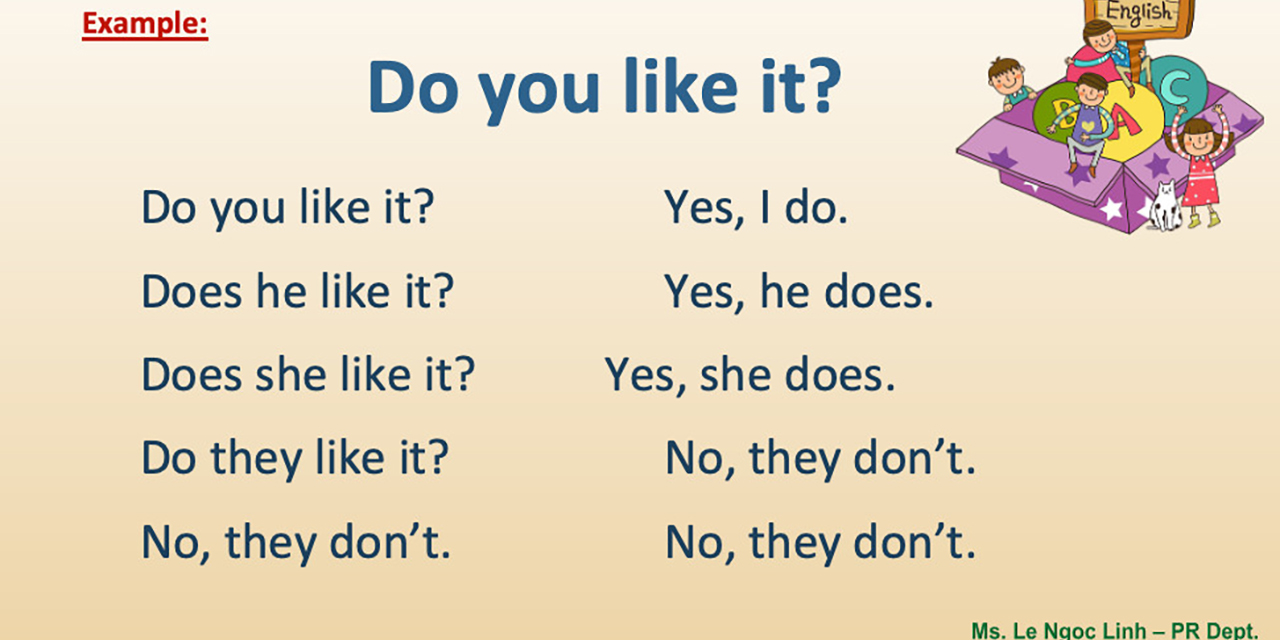 Example:
English
Do you like it?
B A C
Do you like it? Yes, I do.
Does he like it? Yes, he does.
Does she like it? Yes, she does.
Do they like it? No, they don’t.
No, they don’t. No, they don’t.
Ms. Le Ngoc Linh – PR Dept.